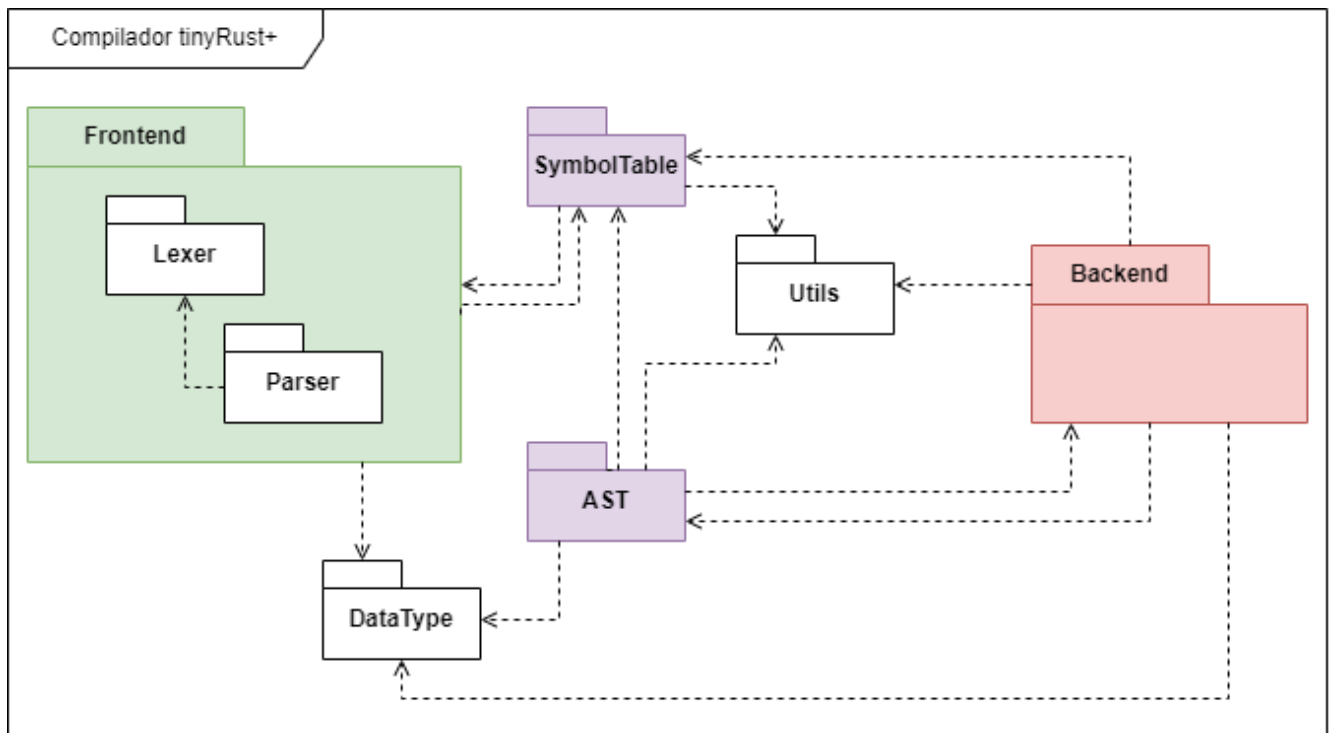 Compilador tinyRust+
Frontend
SymbolTable
Lexer
Backend
Utils
Parser
AST
DataType